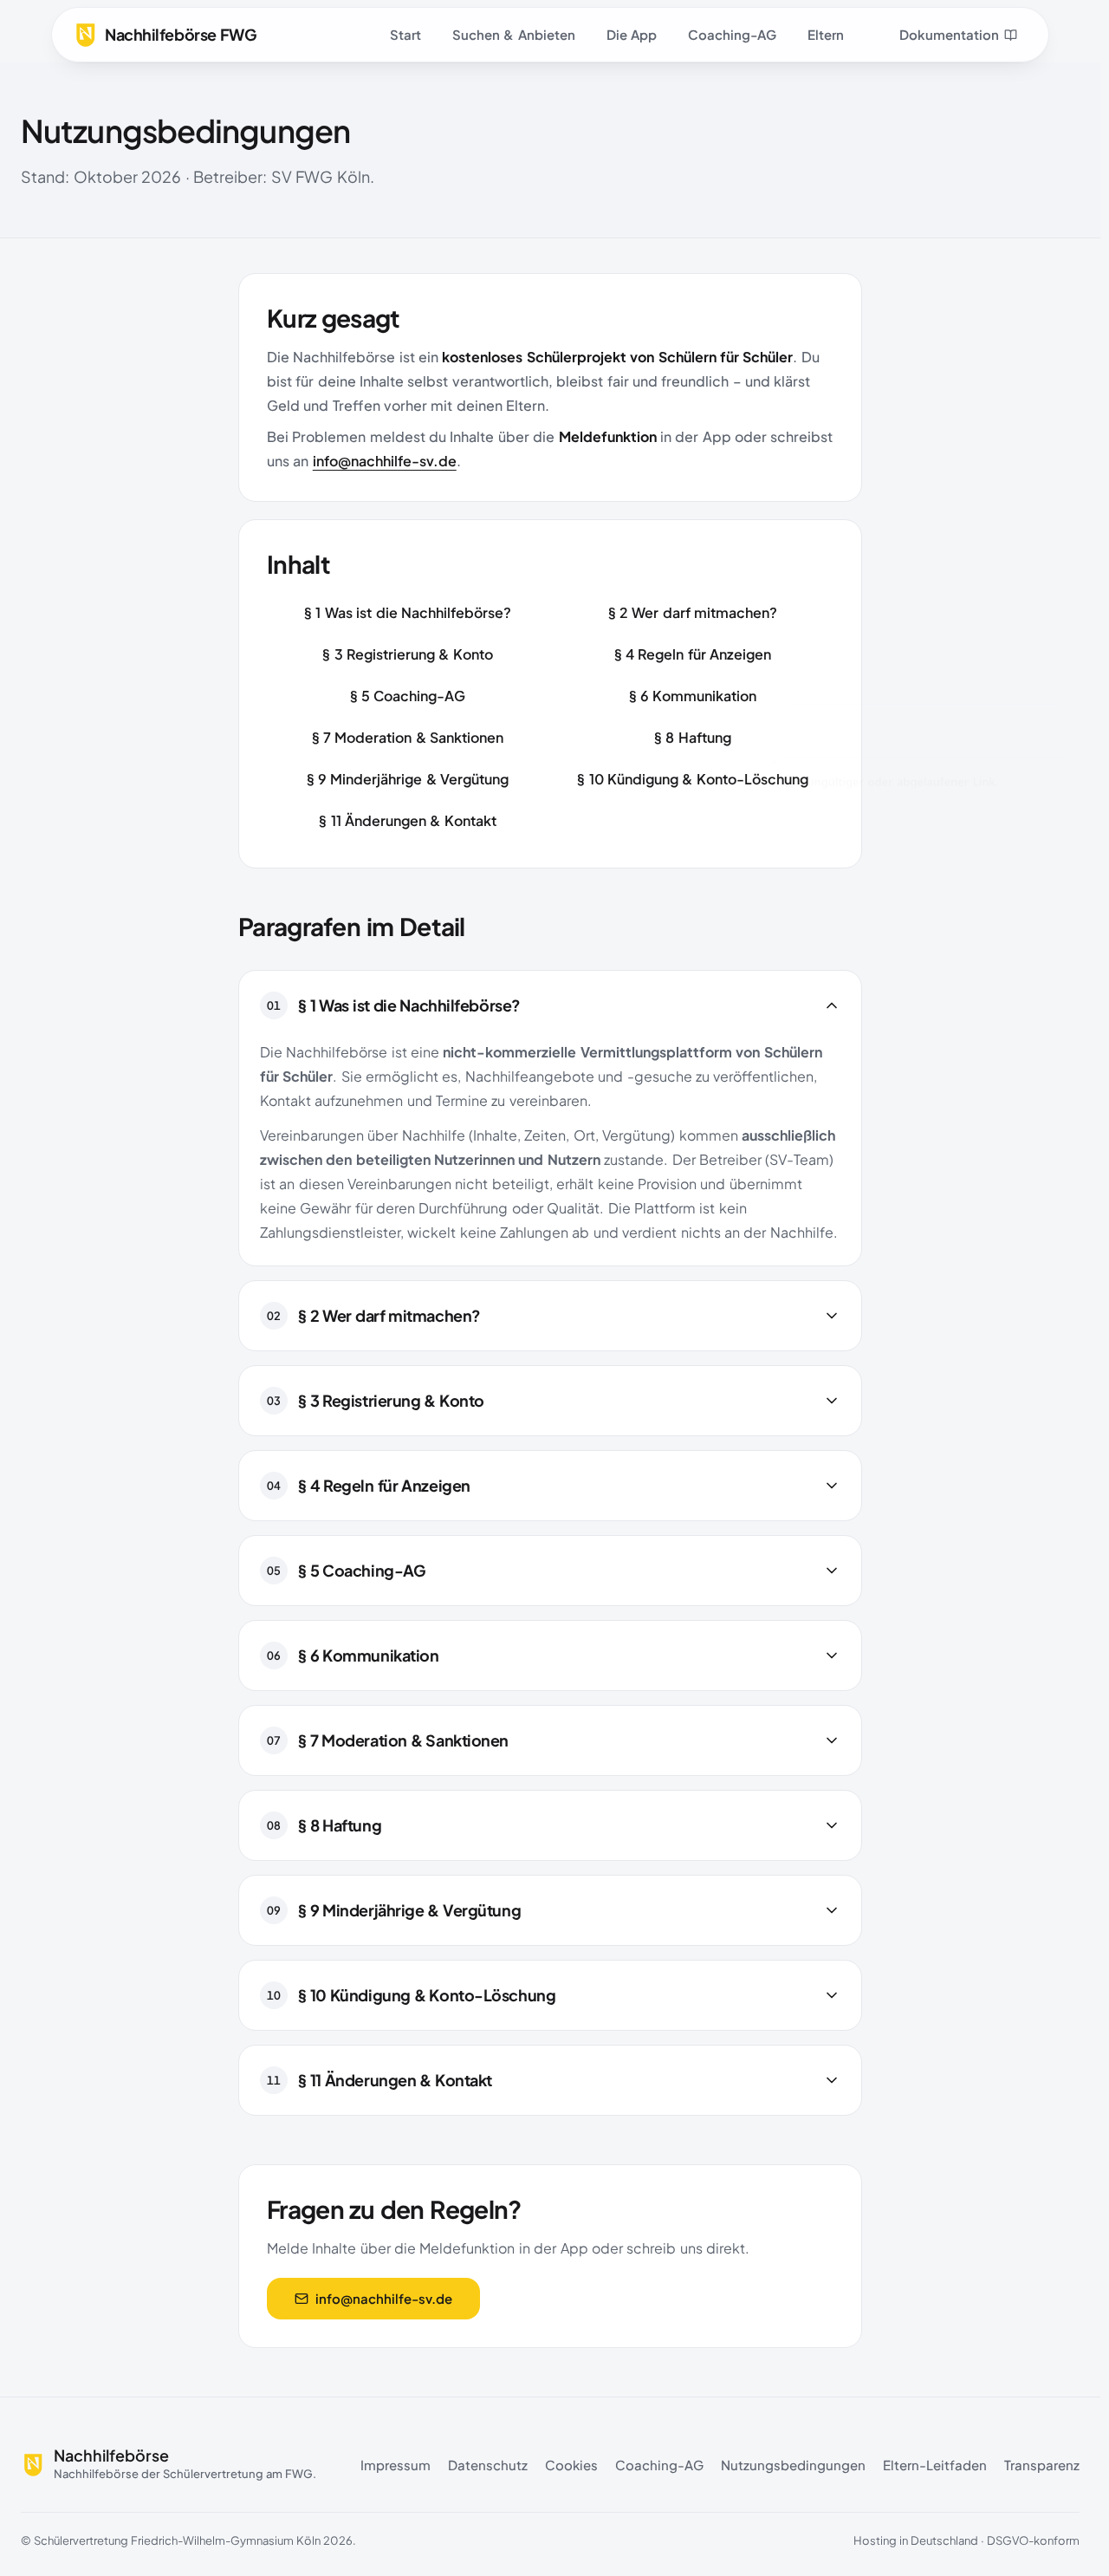 Nachhilfebörse FWG
Start
Suchen & Anbieten
Die App
Coaching-AG
Eltern
Dokumentation
Nutzungsbedingungen
Stand: Oktober 2026 · Betreiber: SV FWG Köln.
Kurz gesagt
Die Nachhilfebörse ist ein kostenloses Schülerprojekt von Schülern für Schüler. Du
bist für deine Inhalte selbst verantwortlich, bleibst fair und freundlich – und klärst
Geld und Treffen vorher mit deinen Eltern.
Bei Problemen meldest du Inhalte über die Meldefunktion in der App oder schreibst
uns an info@nachhilfe-sv.de.
Inhalt
§ 1 Was ist die Nachhilfebörse?
§ 2 Wer darf mitmachen?
§ 3 Registrierung & Konto
§ 4 Regeln für Anzeigen
§ 5 Coaching-AG
§ 6 Kommunikation
§ 7 Moderation & Sanktionen
§ 8 Haftung
§ 9 Minderjährige & Vergütung
§ 10 Kündigung & Konto-Löschung
§ 11 Änderungen & Kontakt
Paragrafen im Detail
01 § 1 Was ist die Nachhilfebörse?
Die Nachhilfebörse ist eine nicht-kommerzielle Vermittlungsplattform von Schülern
für Schüler. Sie ermöglicht es, Nachhilfeangebote und -gesuche zu veröffentlichen,
Kontakt aufzunehmen und Termine zu vereinbaren.
Vereinbarungen über Nachhilfe (Inhalte, Zeiten, Ort, Vergütung) kommen ausschließlich
zwischen den beteiligten Nutzerinnen und Nutzern zustande. Der Betreiber (SV-Team)
ist an diesen Vereinbarungen nicht beteiligt, erhält keine Provision und übernimmt
keine Gewähr für deren Durchführung oder Qualität. Die Plattform ist kein
Zahlungsdienstleister, wickelt keine Zahlungen ab und verdient nichts an der Nachhilfe.
02 § 2 Wer darf mitmachen?
03 § 3 Registrierung & Konto
04 § 4 Regeln für Anzeigen
05 § 5 Coaching-AG
06 § 6 Kommunikation
07 § 7 Moderation & Sanktionen
08 § 8 Haftung
09 § 9 Minderjährige & Vergütung
10 § 10 Kündigung & Konto-Löschung
11 § 11 Änderungen & Kontakt
Fragen zu den Regeln?
Melde Inhalte über die Meldefunktion in der App oder schreib uns direkt.
info@nachhilfe-sv.de
Nachhilfebörse
Nachhilfebörse der Schülervertretung am FWG.
Impressum
Datenschutz
Cookies
Coaching-AG
Nutzungsbedingungen
Eltern-Leitfaden
Transparenz
© Schülervertretung Friedrich-Wilhelm-Gymnasium Köln 2026.
Hosting in Deutschland · DSGVO-konform